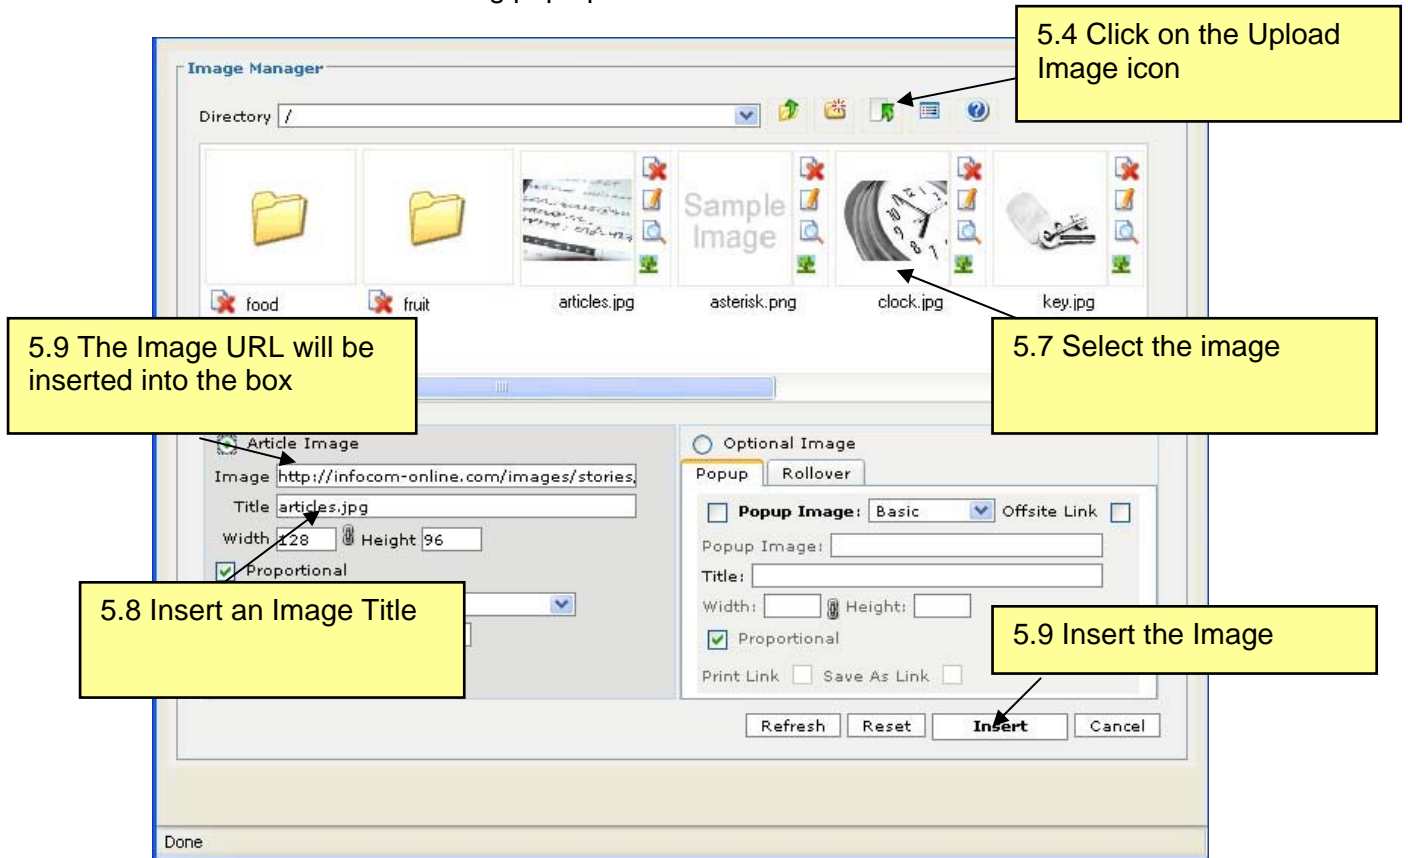 5.4 Click on the Upload
Image icon
Image Manager
Directory /
Sample
Image
food
fruit
articles.jpg
asterisk.png
clock.jpg
key.jpg
5.9 The Image URL will be
inserted into the box
5.7 Select the image
Article Image
Image http://infocom-online.com/images/stories,
Title articles.jpg
Width 128 Height 96
Proportional
5.8 Insert an Image Title
Optional Image
Popup Rollover
Popup Image: Basic Offsite Link
Popup Image:
Title:
Width: Height:
Proportional
Print Link Save As Link
5.9 Insert the Image
Refresh Reset Insert Cancel
Done